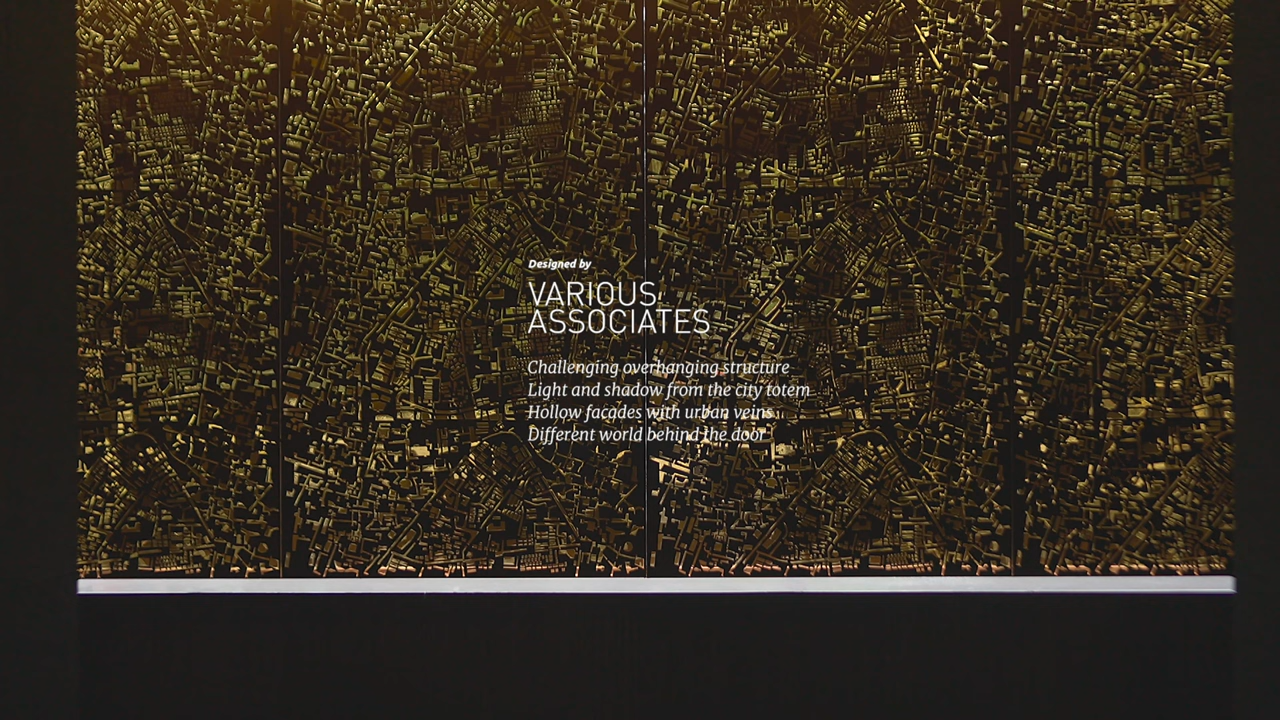 Designed by
VARIOUS
ASSOCIATES
Challenging overhanging structure
Light and shadow from the city totem
Hollow facades with urban veins
Different world behind the door